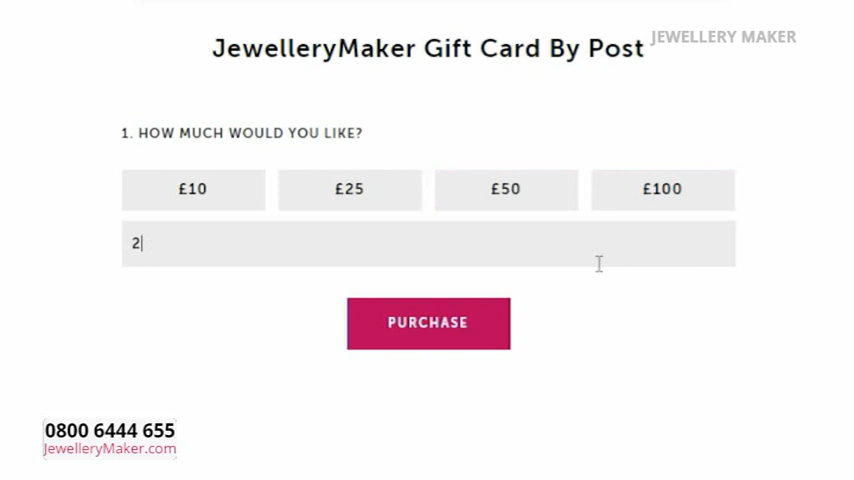 JewelleryMaker Gift Card By Post
JEWELLERY MAKER
1. HOW MUCH WOULD YOU LIKE?
£10 £25 £50 £100
2
PURCHASE
0800 6444 655
JewelleryMaker.com